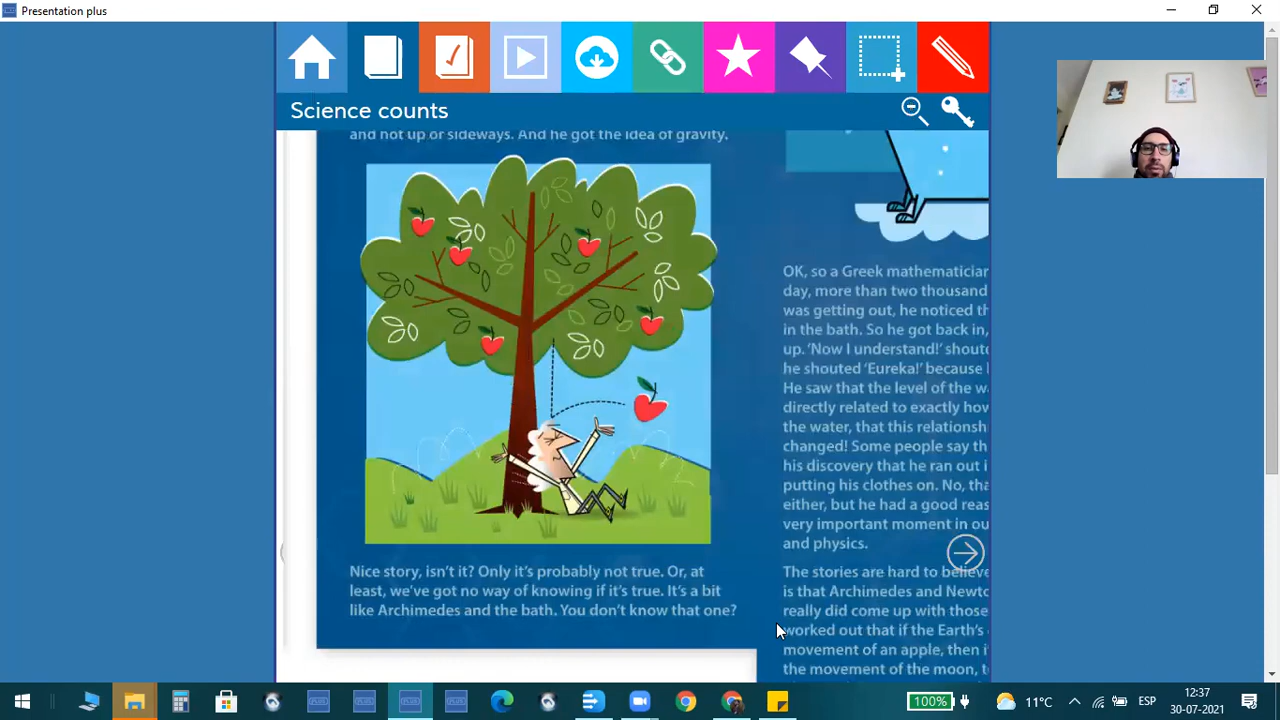 Presentation plus
Science counts
and not up or sideways. And he got the idea of gravity.
Nice story, isn't it? Only it's probably not true. Or, at
least, we've got no way of knowing if it's true. It's a bit
like Archimedes and the bath. You don't know that one?
OK, so a Greek mathematician
day, more than two thousand
was getting out, he noticed th
in the bath. So he got back in,
up. 'Now I understand!' shoute
he shouted 'Eureka!' because
He saw that the level of the wa
directly related to exactly how
the water, that this relationsh
changed! Some people say th
his discovery that he ran out i
putting his clothes on. No, tha
either, but he had a good reas
very important moment in ou
and physics.
The stories are hard to believe
is that Archimedes and Newto
really did come up with those
worked out that if the Earth's
movement of an apple, then i
the movement of the moon, t
100%
11°C
ESP
12:37
30-07-2021